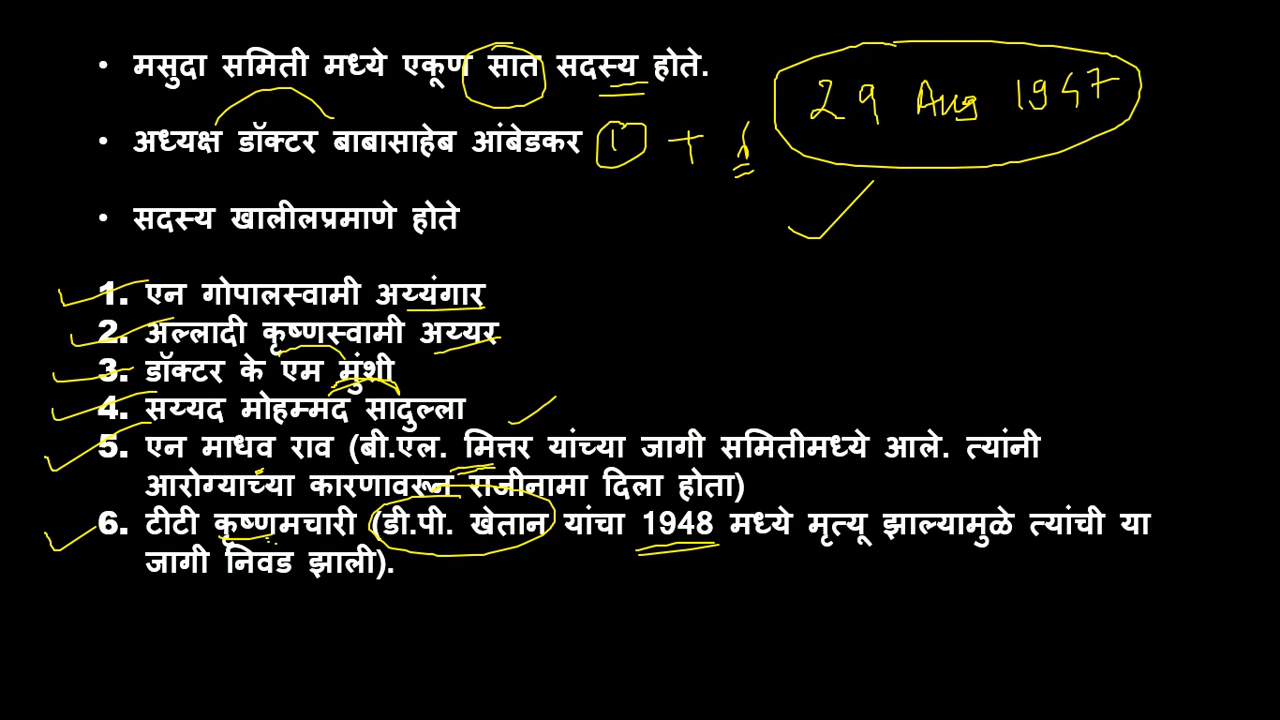 • मसुदा समिती मध्ये एकूण सात सदस्य होते.
29 Aug 1947
• अध्यक्ष डॉक्टर बाबासाहेब आंबेडकर 1 +
• सदस्य खालीलप्रमाणे होते
1. एन गोपालस्वामी अय्यंगार
2. अल्लादी कृष्णस्वामी अय्यर
3. डॉक्टर के एम मुंशी
4. सय्यद मोहम्मद सादुल्ला
5. एन माधव राव (बी.एल. मित्तर यांच्या जागी समितीमध्ये आले. त्यांनी
आरोग्याच्या कारणावरून राजीनामा दिला होता)
6. टीटी कृष्णमचारी (डी.पी. खेतान यांचा 1948 मध्ये मृत्यू झाल्यामुळे त्यांची या
जागी निवड झाली).